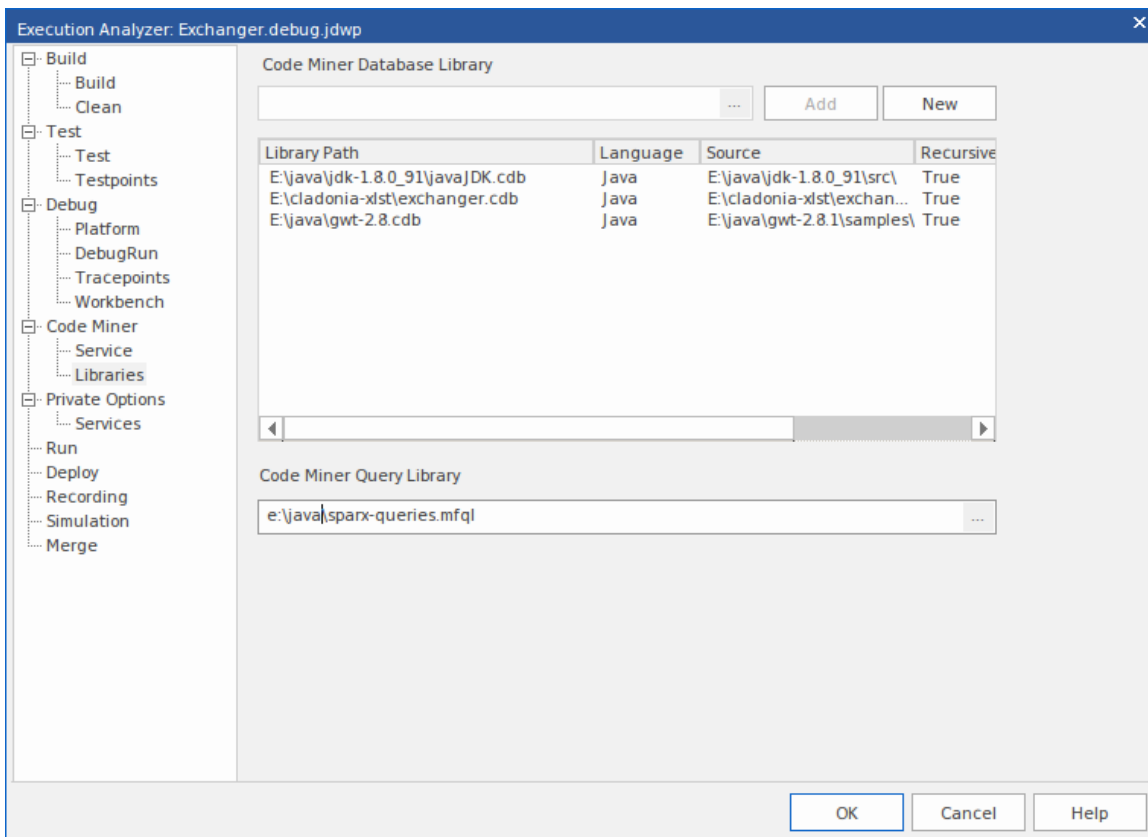 Execution Analyzer: Exchanger.debug.jdwp
Build
Build
Clean
Test
Test
Testpoints
Debug
Platform
DebugRun
Tracepoints
Workbench
Code Miner
Service
Libraries
Private Options
Services
Run
Deploy
Recording
Simulation
Merge
Code Miner Database Library
... Add New
Library Path Language Source Recursive
E:\java\jdk-1.8.0_91\javaJDK.cdb Java E:\java\jdk-1.8.0_91\src\ True
E:\cladonia-xlst\exchanger.cdb Java E:\cladonia-xlst\exchan... True
E:\java\gwt-2.8.cdb Java E:\java\gwt-2.8.1\samples\ True
Code Miner Query Library
e:\java\sparx-queries.mfql ...
OK Cancel Help